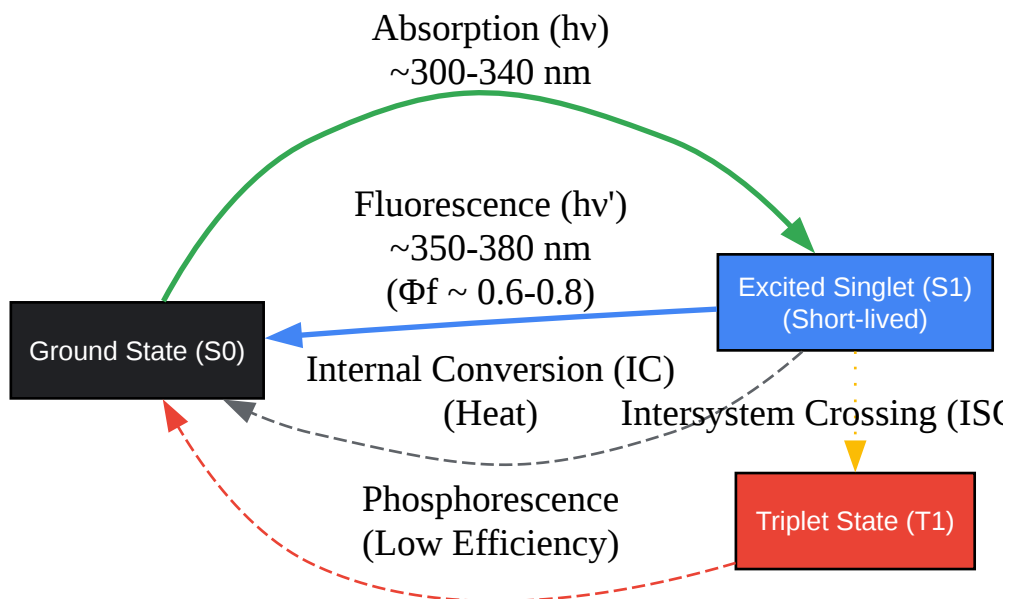 Absorption (hν)
~300-340 nm
Fluorescence (hν')
~350-380 nm
(Φf ~ 0.6-0.8)
Excited Singlet (S1)
(Short-lived)
Ground State (S0)
Internal Conversion (IC)
(Heat)
Intersystem Crossing (ISC
Phosphorescence
(Low Efficiency)
Triplet State (T1)